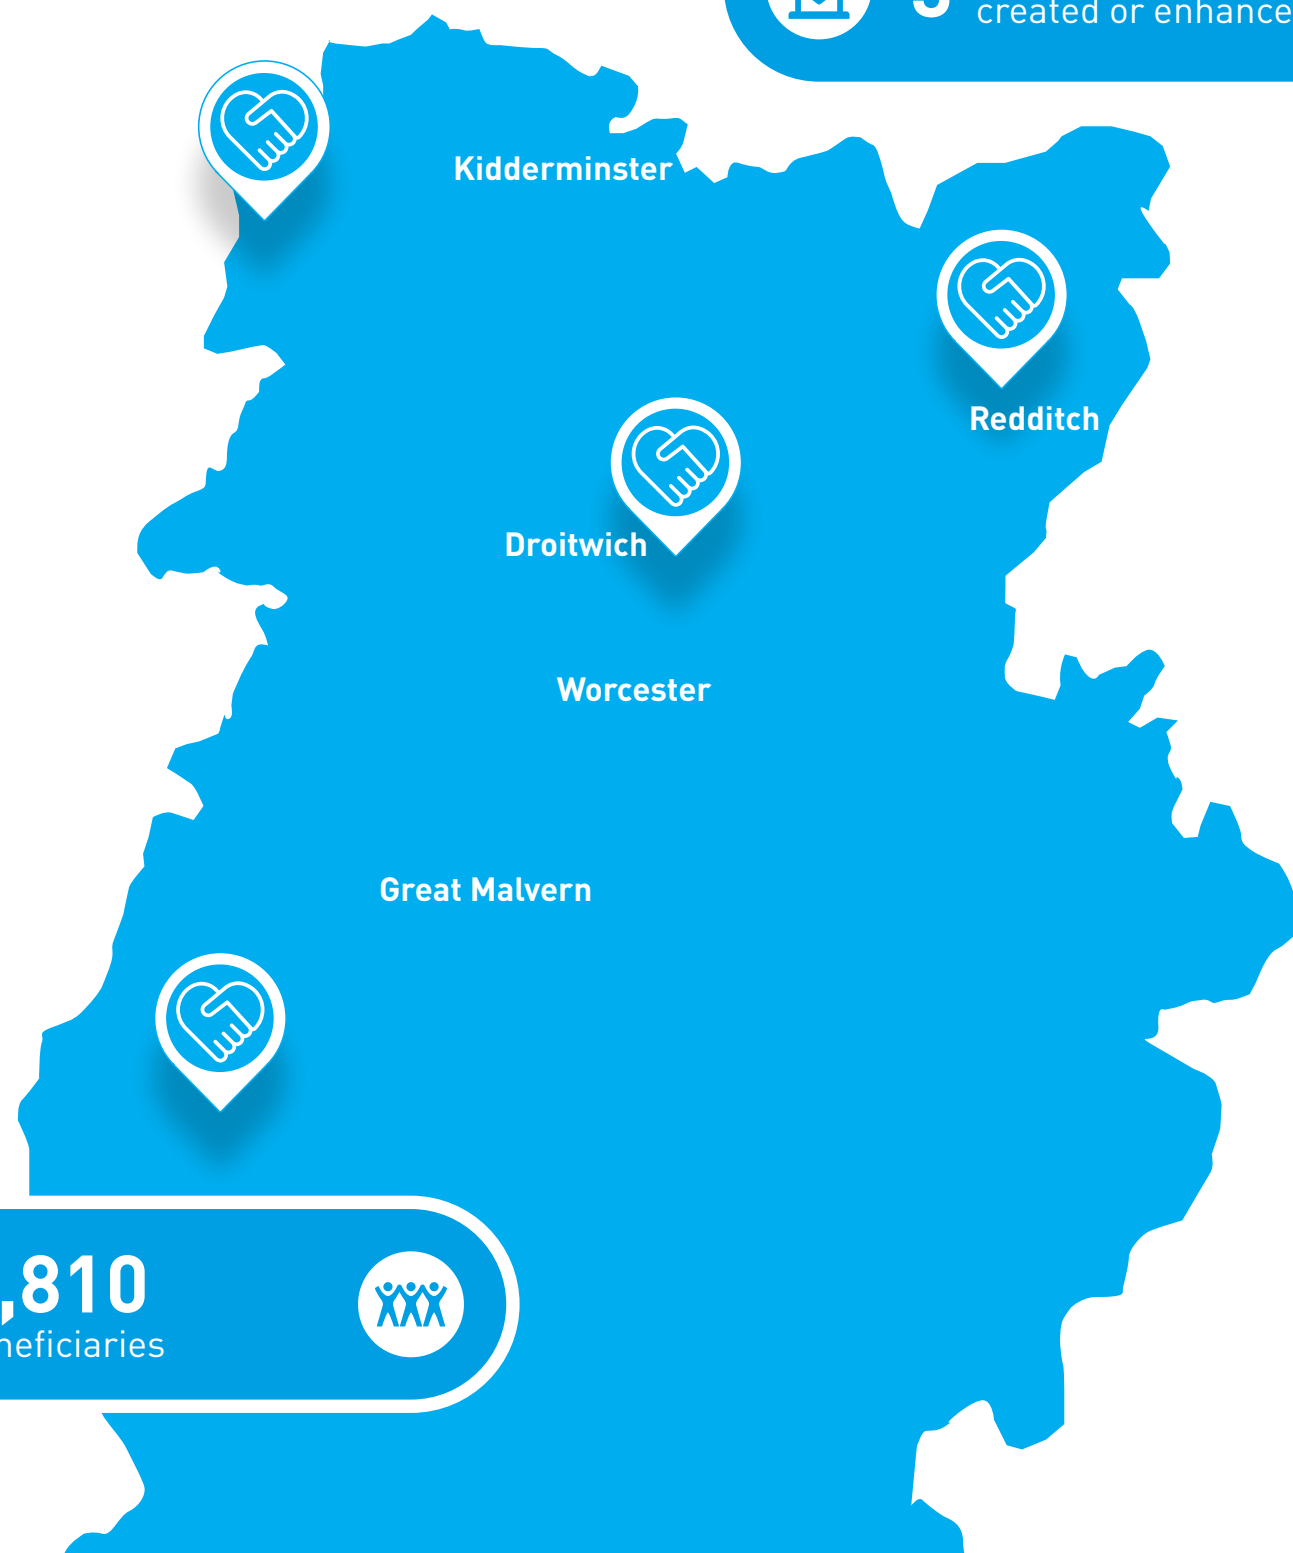 created or enhance
Kidderminster
Redditch
Droitwich
Worcester
Great Malvern
,810
neficiaries